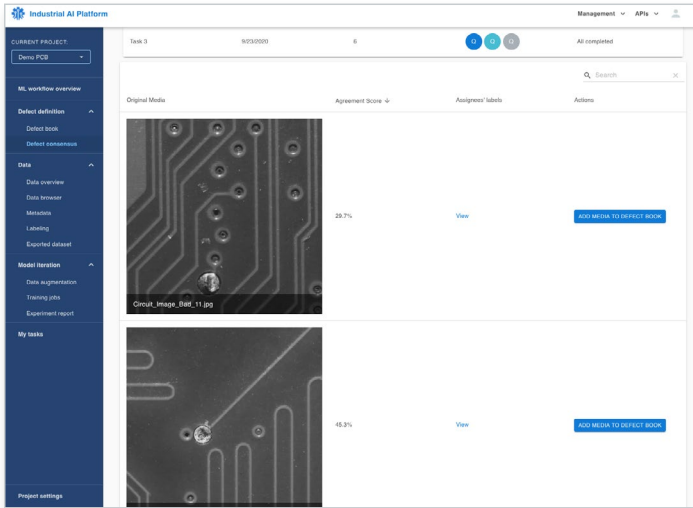 Industrial AI Platform
Management
APIs
CURRENT PROJECT:
Demo PCB
Task 3
9/23/2020
6
Q Q Q
All completed
Search
ML workflow overview
Defect definition
Defect book
Defect consensus
Data
Data overview
Data browser
Metadata
Labeling
Exported dataset
Model iteration
Data augmentation
Training jobs
Experiment report
My tasks
Project settings
Original Media
Agreement Score
Assignees' labels
Actions
29.7%
View
ADD MEDIA TO DEFECT BOOK
Circuit_Image_Bad_11.jpg
45.3%
View
ADD MEDIA TO DEFECT BOOK